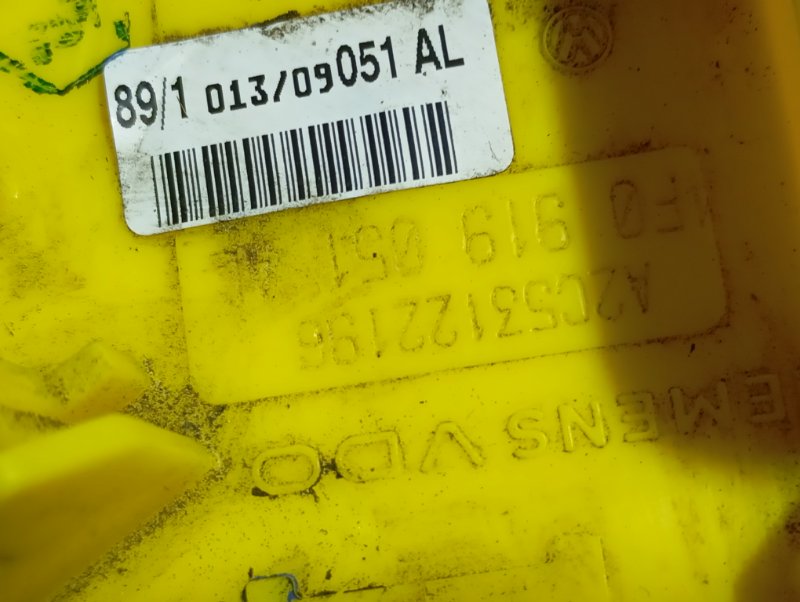 89/1 013/09051 AL
F0 919 051
A2C53122196
EMENS VDO